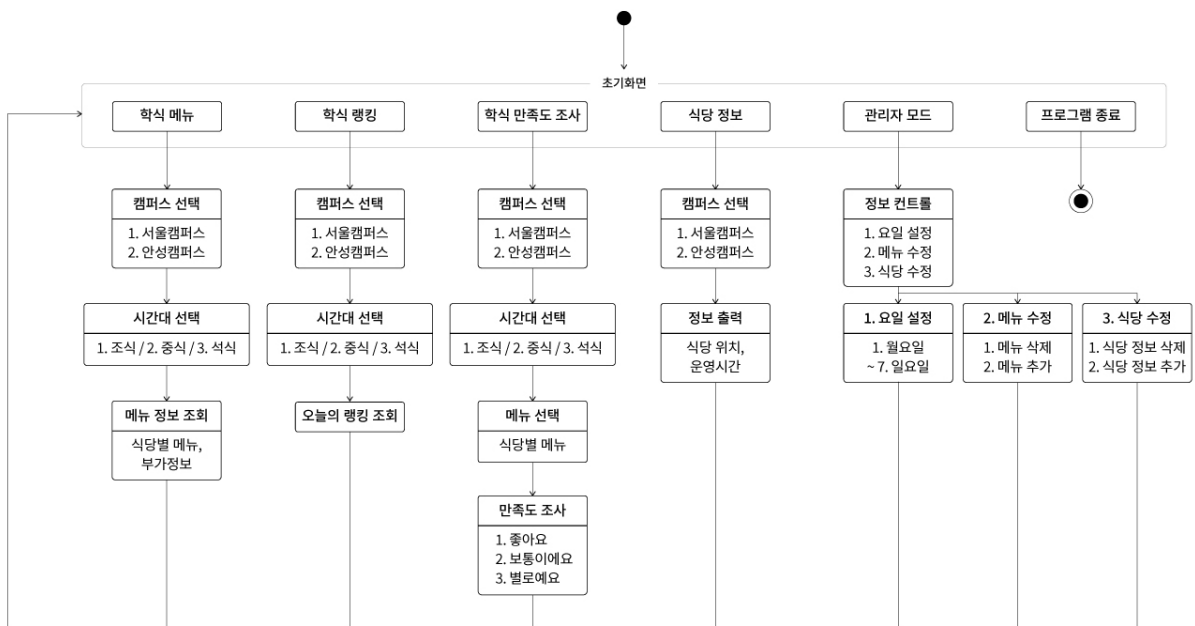 초기화면
학식 메뉴
학식 랭킹
학식 만족도 조사
식당 정보
관리자 모드
프로그램 종료
캠퍼스 선택
1. 서울캠퍼스
2. 안성캠퍼스
시간대 선택
1. 조식 / 2. 중식 / 3. 석식
메뉴 정보 조회
식당별 메뉴,
부가정보
캠퍼스 선택
1. 서울캠퍼스
2. 안성캠퍼스
시간대 선택
1. 조식 / 2. 중식 / 3. 석식
오늘의 랭킹 조회
캠퍼스 선택
1. 서울캠퍼스
2. 안성캠퍼스
시간대 선택
1. 조식 / 2. 중식 / 3. 석식
메뉴 선택
식당별 메뉴
만족도 조사
1. 좋아요
2. 보통이에요
3. 별로예요
캠퍼스 선택
1. 서울캠퍼스
2. 안성캠퍼스
정보 출력
식당 위치,
운영시간
정보 컨트롤
1. 요일 설정
2. 메뉴 수정
3. 식당 수정
1. 요일 설정
1. 월요일
~ 7. 일요일
2. 메뉴 수정
1. 메뉴 삭제
2. 메뉴 추가
3. 식당 수정
1. 식당 정보 삭제
2. 식당 정보 추가